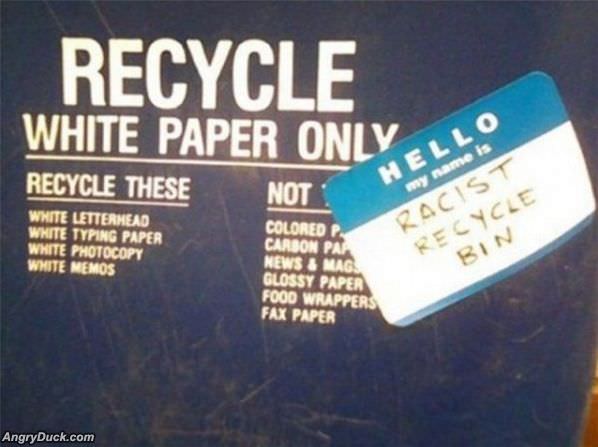 RECYCLE
WHITE PAPER ONLY
RECYCLE THESE
WHITE LETTERHEAD
WHITE TYPING PAPER
WHITE PHOTOCOPY
WHITE MEMOS
NOT
COLORED
CARBON
NEWS & MAGS
GLOSSY PAPER
FOOD WRAPPERS
FAX PAPER
HELLO
my name is
RACIST
RECYCLE
BIN
AngryDuck.com